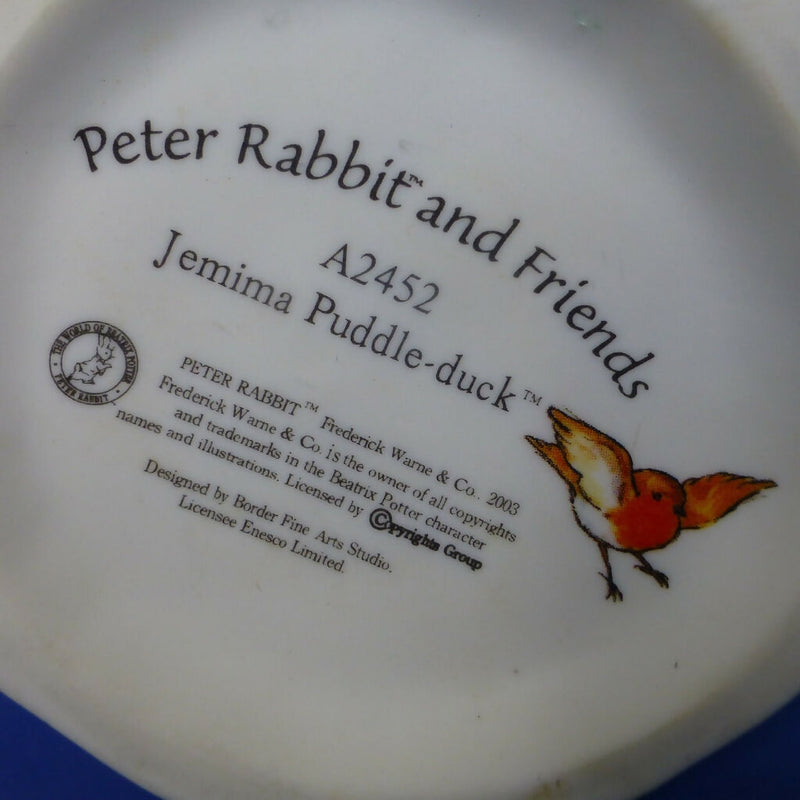 Peter Rabbit™ and Friends
A2452
Jemima Puddle-duck™
THE WORLD OF BEATRIX POTTER
· PETER RABBIT ·
PETER RABBIT™ Frederick Warne & Co., 2003
Frederick Warne & Co. is the owner of all copyrights
and trademarks in the Beatrix Potter character
names and illustrations. Licensed by Copyrights Group
Designed by Border Fine Arts Studio.
Licensee Enesco Limited.